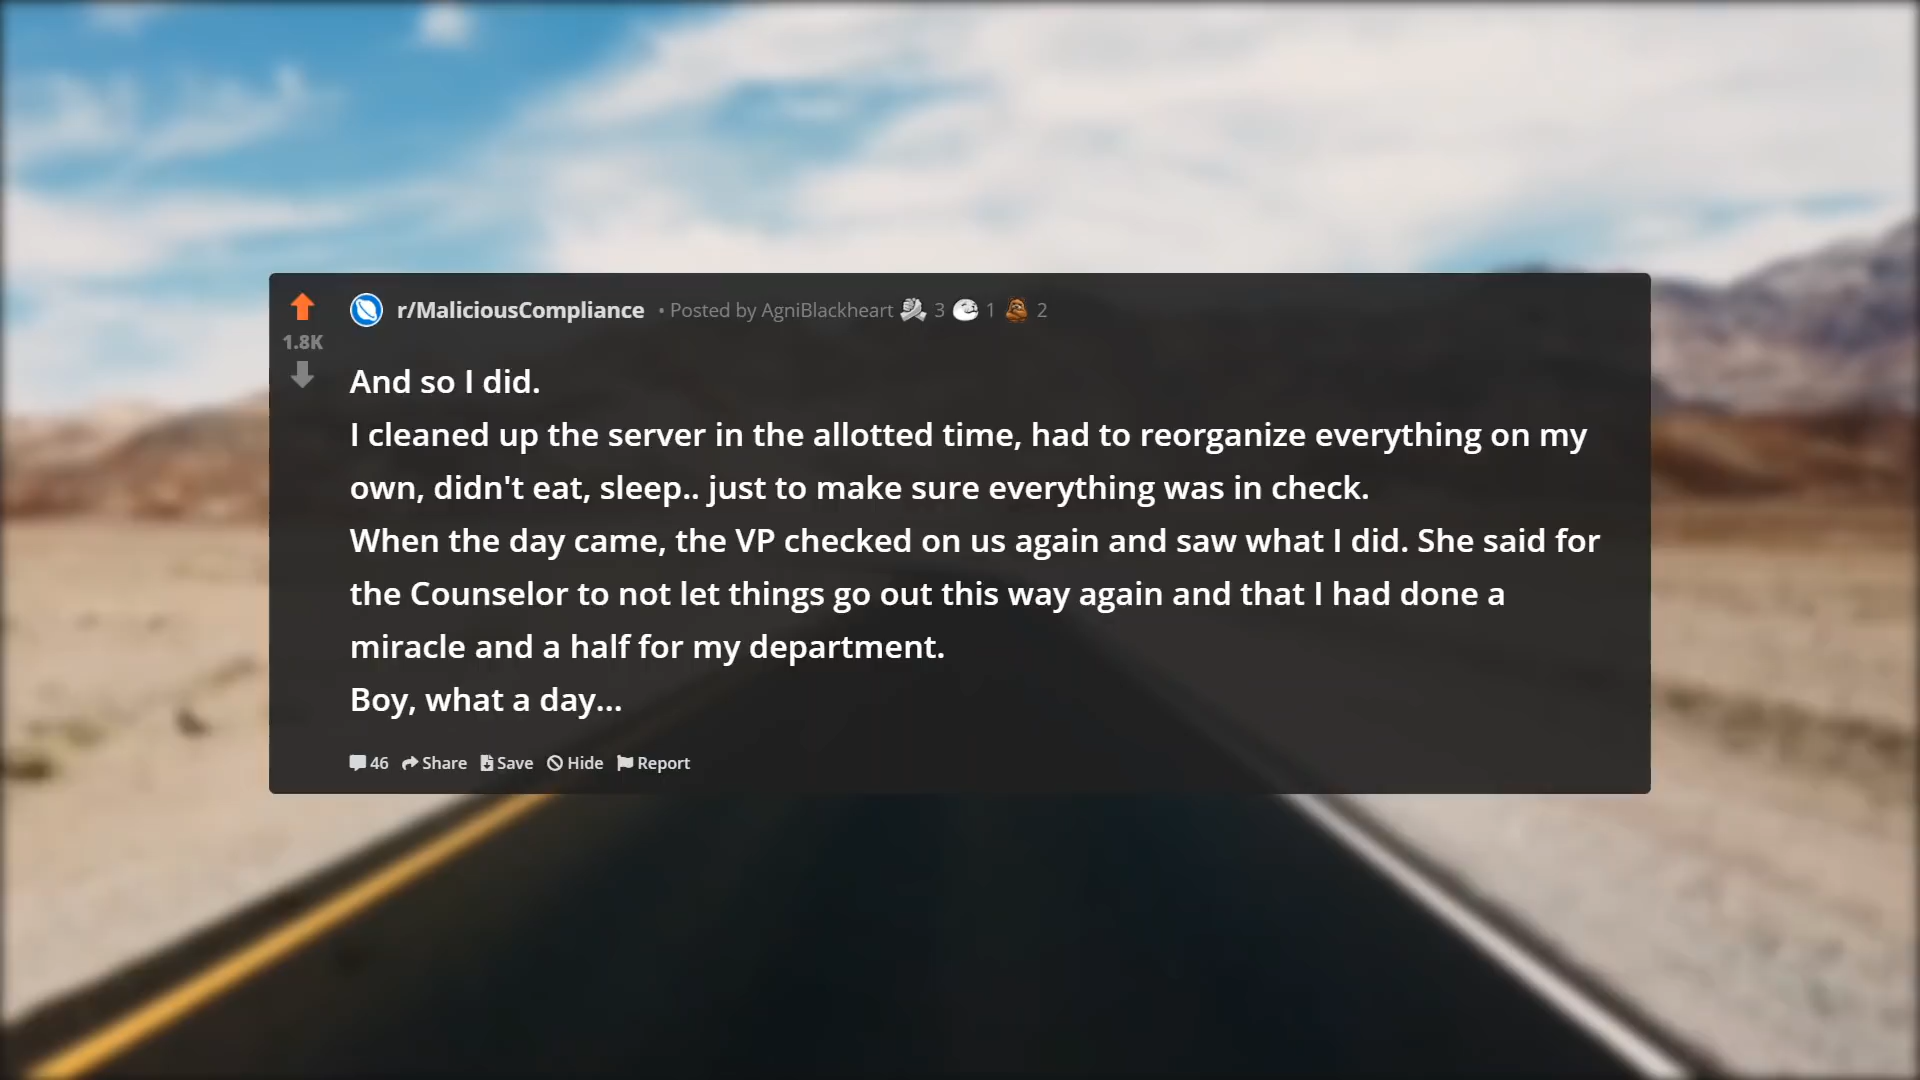 r/MaliciousCompliance • Posted by AgniBlackheart 3 1 2
1.8K
And so I did.
I cleaned up the server in the allotted time, had to reorganize everything on my
own, didn't eat, sleep.. just to make sure everything was in check.
When the day came, the VP checked on us again and saw what I did. She said for
the Counselor to not let things go out this way again and that I had done a
miracle and a half for my department.
Boy, what a day...
46 Share Save Hide Report